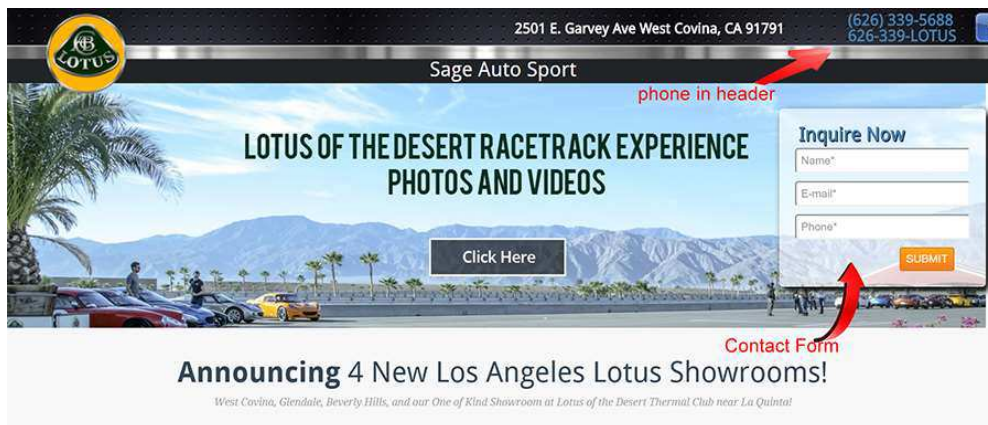 2501 E. Garvey Ave West Covina, CA 91791
(626) 339-5688
626-339-LOTUS
LOTUS
Sage Auto Sport
phone in header
LOTUS OF THE DESERT RACETRACK EXPERIENCE
PHOTOS AND VIDEOS
Click Here
Inquire Now
Name*
E-mail*
Phone*
SUBMIT
Contact Form
Announcing 4 New Los Angeles Lotus Showrooms!
West Covina, Glendale, Beverly Hills, and our One of Kind Showroom at Lotus of the Desert Thermal Club near La Quinta!